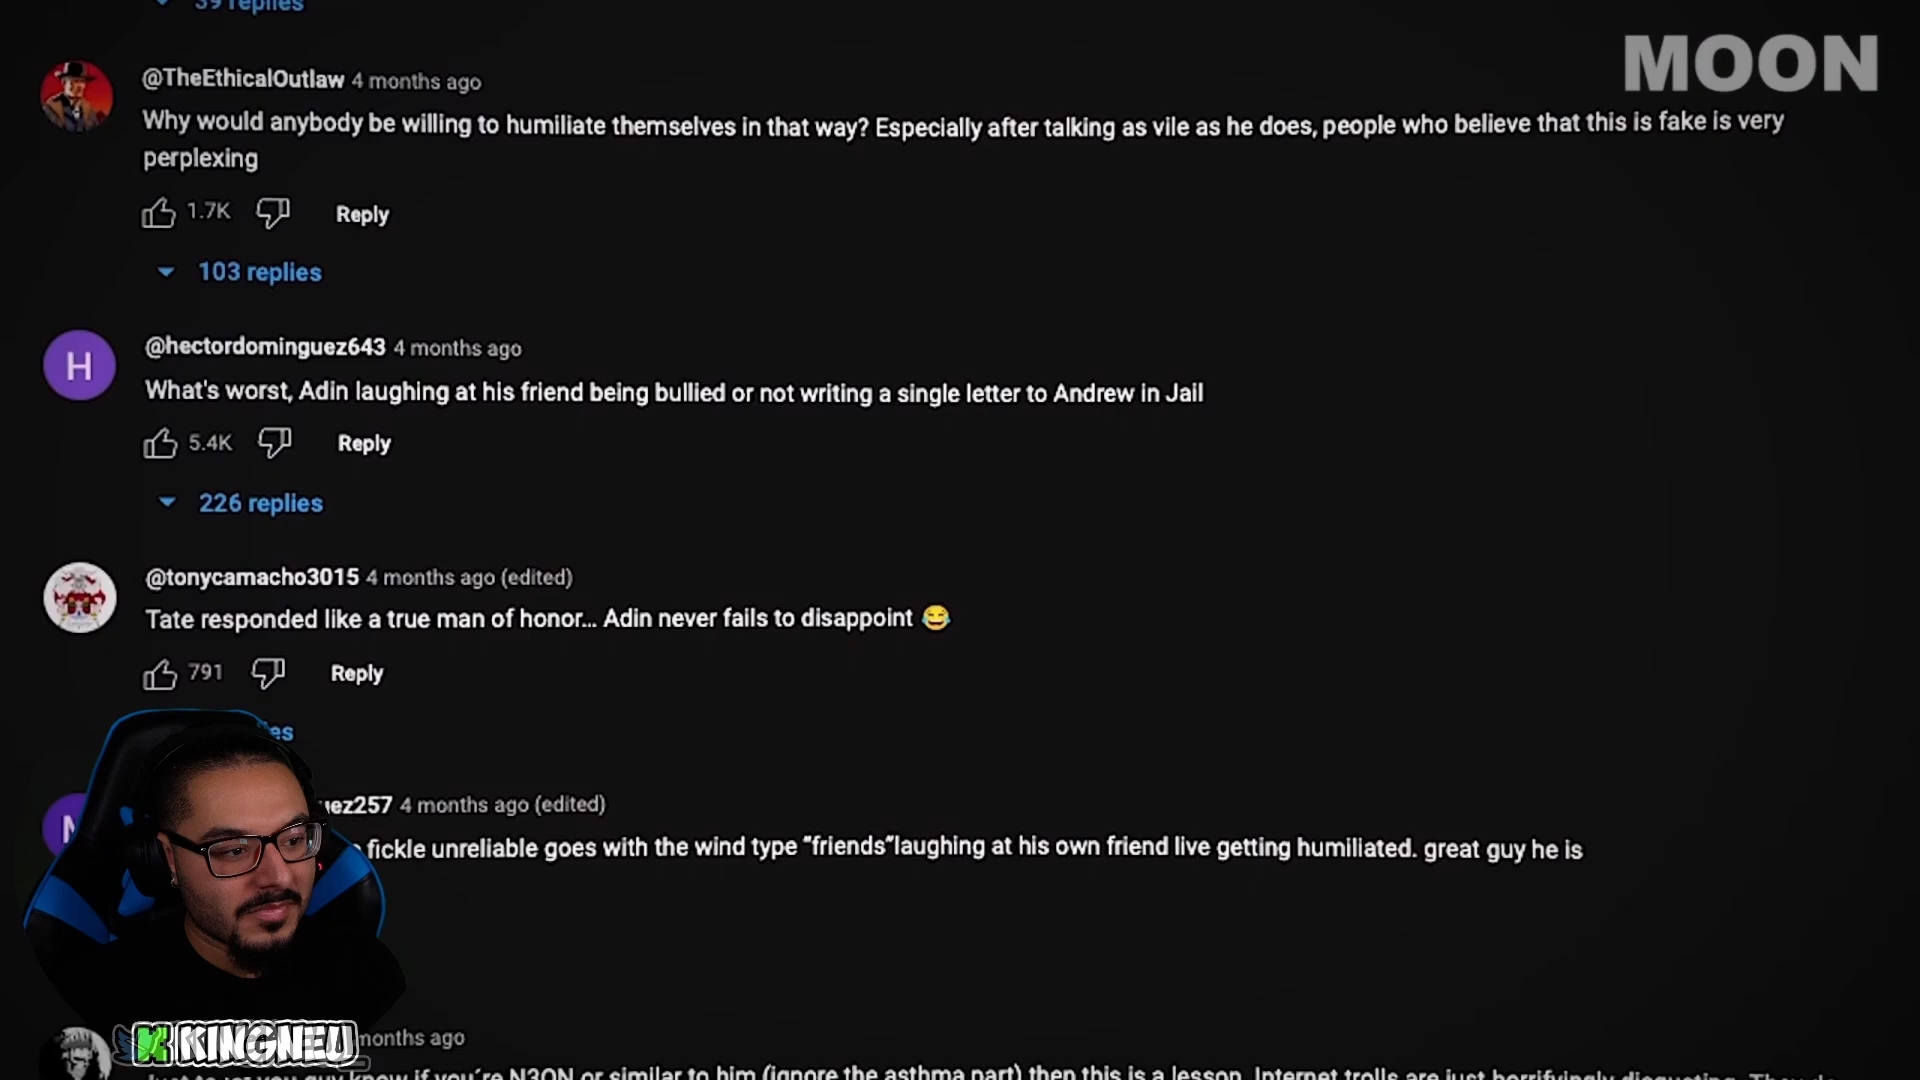 39 replies
MOON
@TheEthicalOutlaw 4 months ago
Why would anybody be willing to humiliate themselves in that way? Especially after talking as vile as he does, people who believe that this is fake is very
perplexing
1.7K Reply
103 replies
H
@hectordominguez643 4 months ago
What's worst, Adin laughing at his friend being bullied or not writing a single letter to Andrew in Jail
5.4K Reply
226 replies
@tonycamacho3015 4 months ago (edited)
Tate responded like a true man of honor... Adin never fails to disappoint 😂
791 Reply
uez257 4 months ago (edited)
fickle unreliable goes with the wind type "friends"laughing at his own friend live getting humiliated. great guy he is
KINGNEU
months ago
Just to let you guy know if you´re N3ON or similar to him (ignore the asthma part) then this is a lesson. Internet trolls are just horrifyingly disgusting. They do